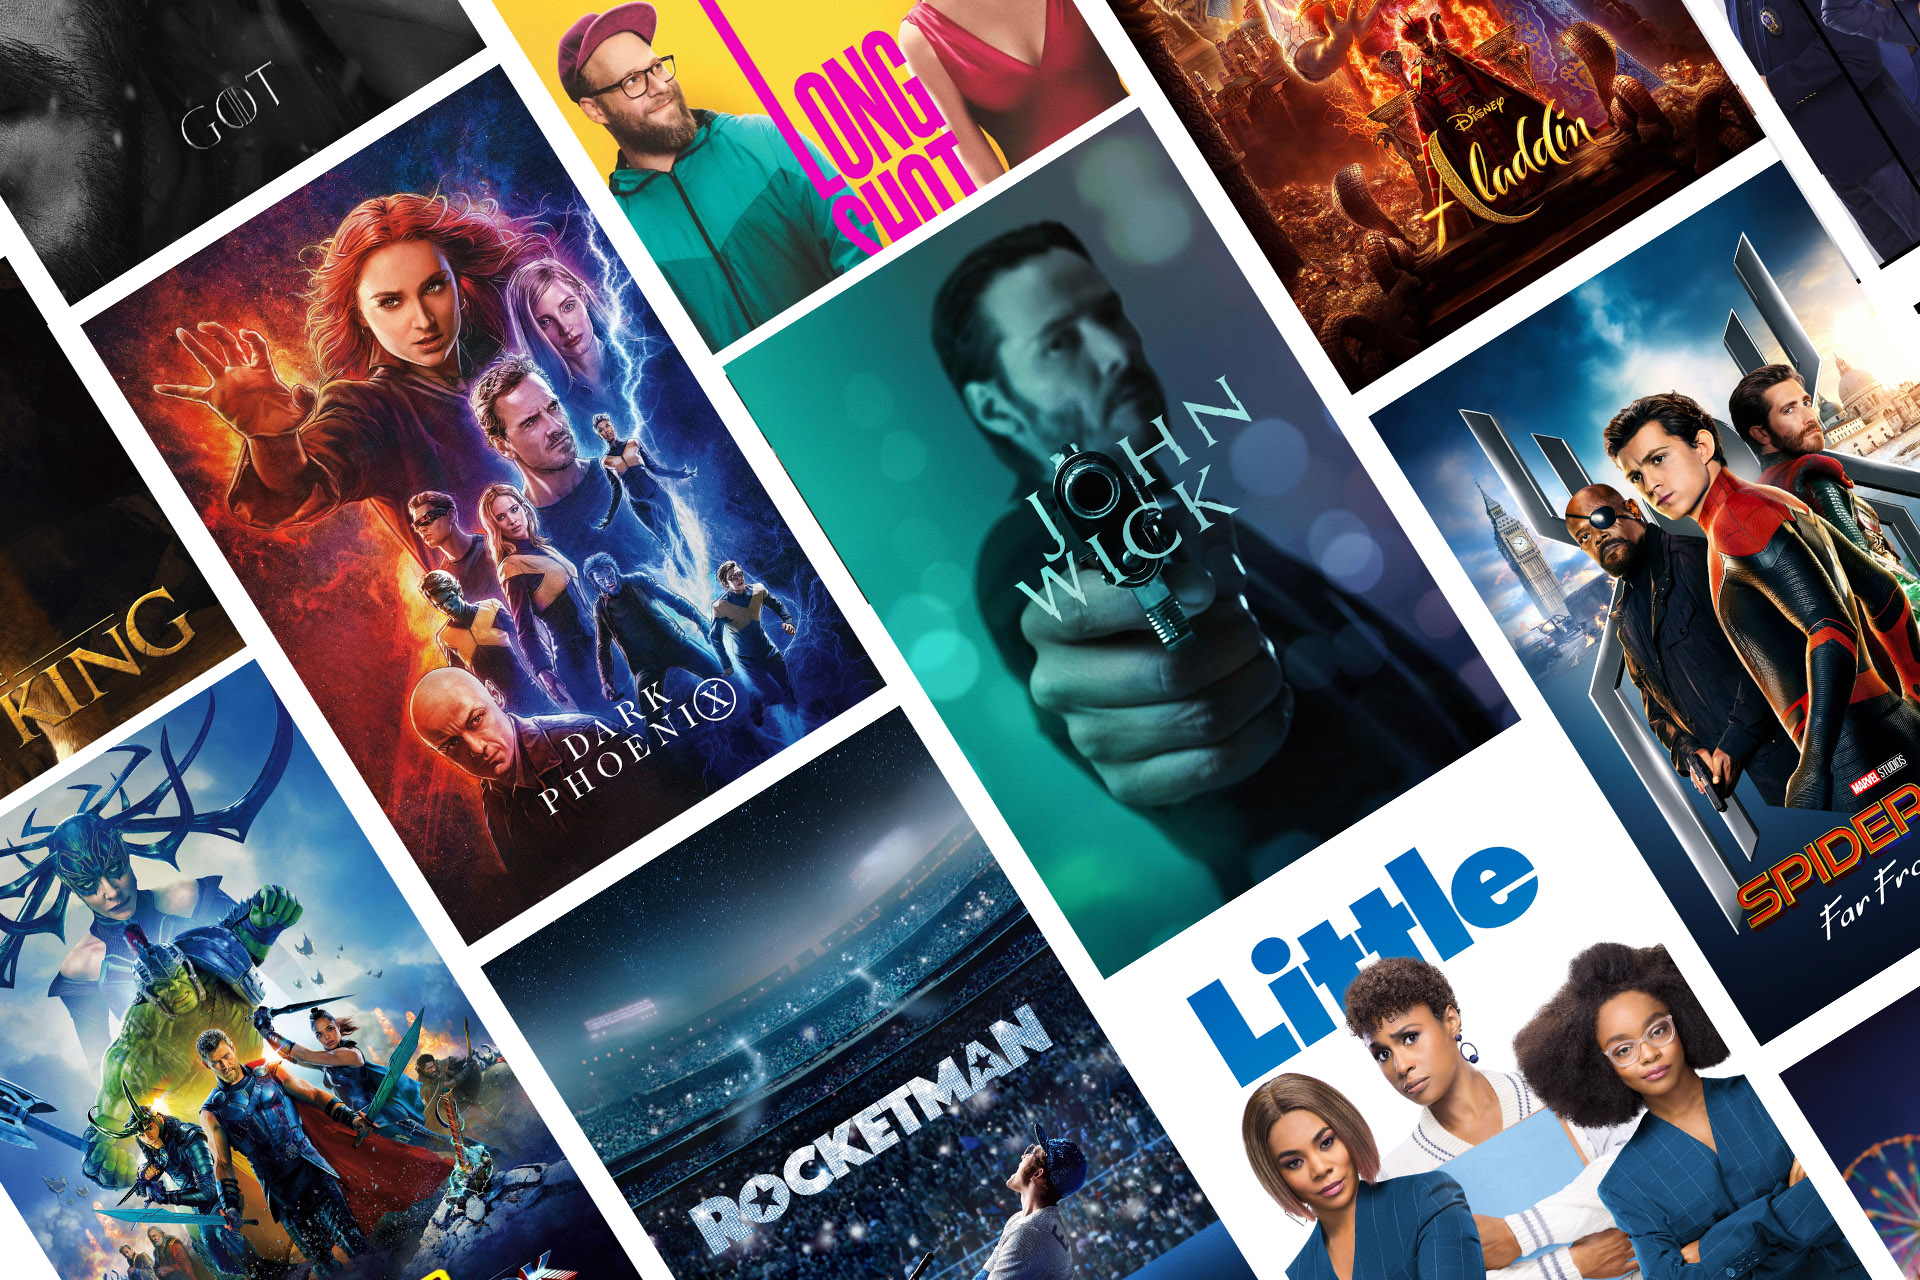 GOT
LONG
SHOT
DISNEY
Aladdin
JOHN
WICK
KING
DARK
PHOENIX
MARVEL STUDIOS
SPIDER
Far Fro
Little
ROCKETMAN